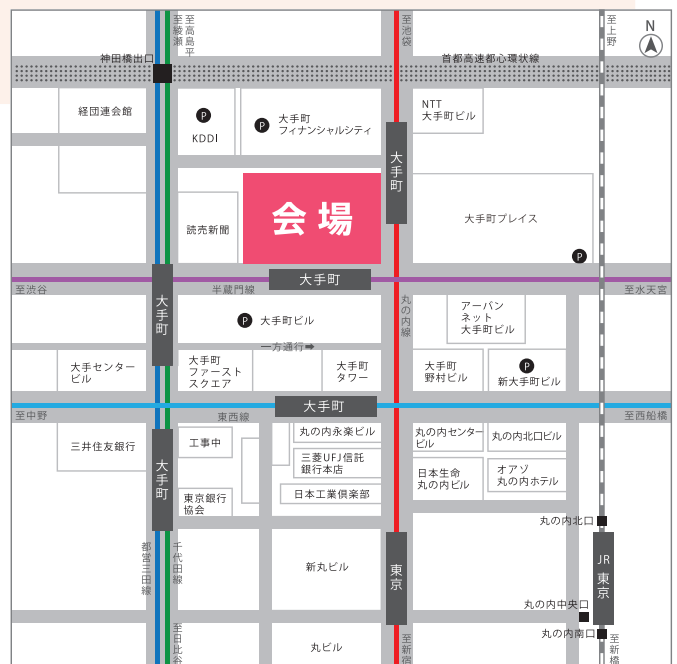 至綾瀬
至高島平
至池袋
至上野
N
神田橋出口
首都高速都心環状線
経団連会館
P
KDDI
P
大手町
フィナンシャルシティ
NTT
大手町ビル
大手町
読売新聞
会場
大手町プレイス
P
大手町
大手町
至渋谷
半蔵門線
至水天宮
丸の内線
P
大手町ビル
アーバン
ネット
大手町ビル
一方通行➡
大手センター
ビル
大手町
ファースト
スクエア
大手町
タワー
大手町
野村ビル
P
新大手町ビル
大手町
至中野
東西線
至西船橋
三井住友銀行
大手町
工事中
丸の内永楽ビル
丸の内センター
ビル
丸の内北口ビル
三菱UFJ信託
銀行本店
日本生命
丸の内ビル
オアゾ
丸の内ホテル
東京銀行
協会
日本工業倶楽部
丸の内北口
都営三田線
千代田線
新丸ビル
東京
JR
東京
丸の内中央口
丸の内南口
至日比谷
丸ビル
至新宿
至新橋